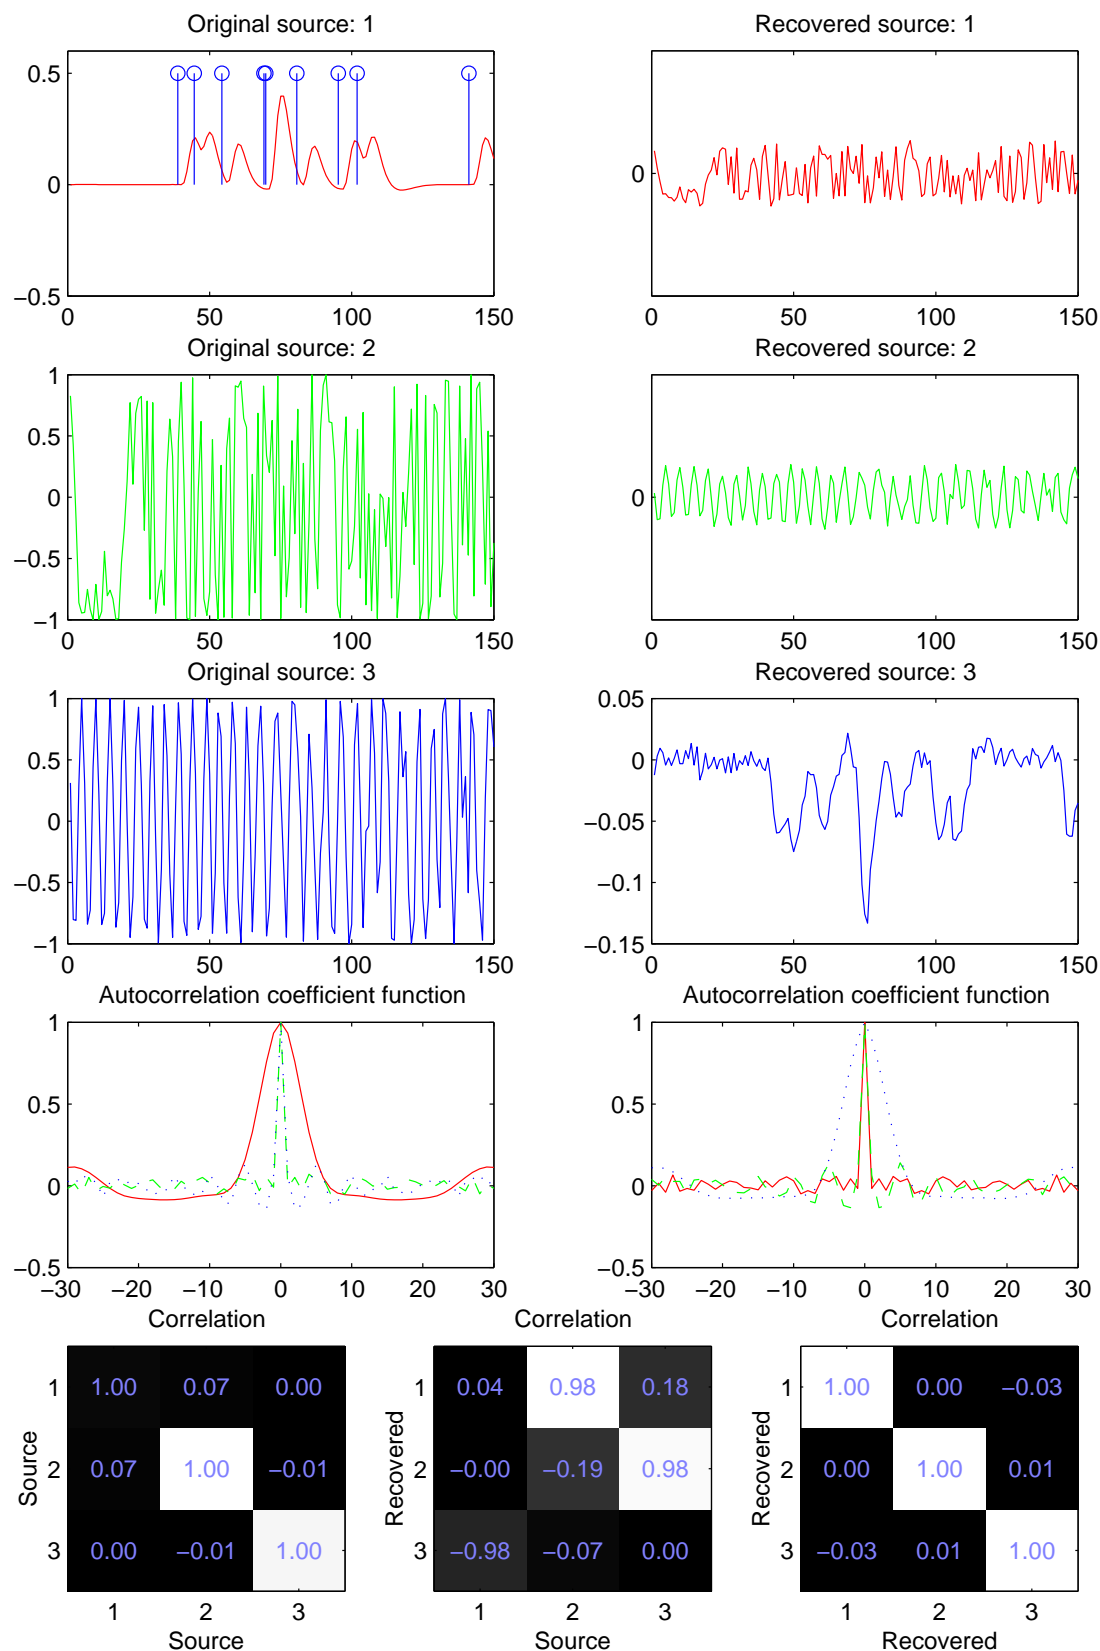 Original source: 1
Recovered source: 1
0.5
0
−0.5
0 50 100 150
0
0 50 100 150
Original source: 2
Recovered source: 2
1
0.5
0
−0.5
−1
0 50 100 150
0
0 50 100 150
Original source: 3
Recovered source: 3
1
0.5
0
−0.5
−1
0 50 100 150
0.05
0
−0.05
−0.1
−0.15
0 50 100 150
Autocorrelation coefficient function
Autocorrelation coefficient function
1
0.5
0
−0.5
−30 −20 −10 0 10 20 30
1
0.5
0
−0.5
−30 −20 −10 0 10 20 30
Correlation
Correlation
Correlation
Source
1 1.00 0.07 0.00
2 0.07 1.00 −0.01
3 0.00 −0.01 1.00
1 2 3
Source
Recovered
1 0.04 0.98 0.18
2 −0.00 −0.19 0.98
3 −0.98 −0.07 0.00
1 2 3
Source
Recovered
1 1.00 0.00 −0.03
2 0.00 1.00 0.01
3 −0.03 0.01 1.00
1 2 3
Recovered